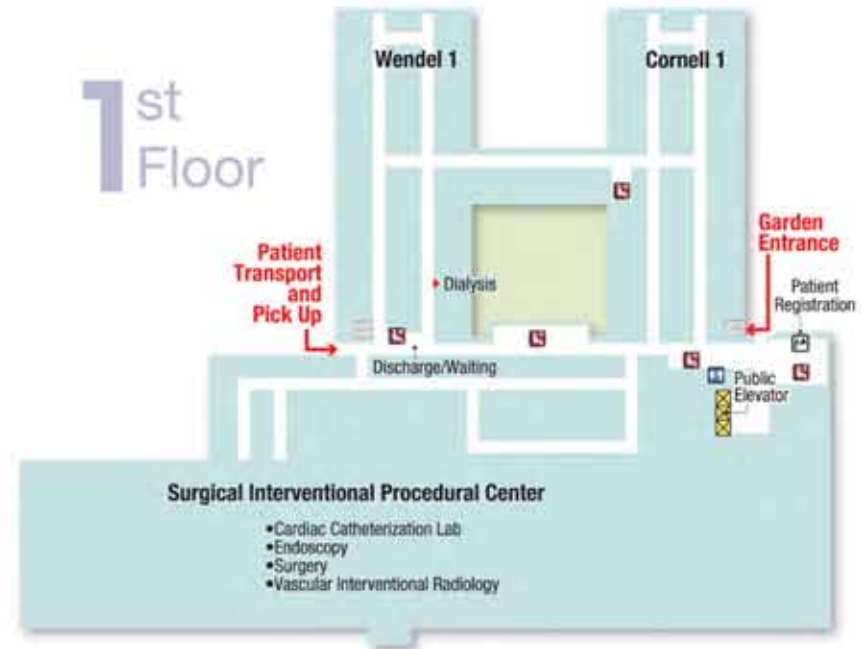 1st
Floor
Wendel 1
Cornell 1
Patient
Transport
and
Pick Up
Garden
Entrance
Dialysis
Patient
Registration
Discharge/Waiting
Public
Elevator
Surgical Interventional Procedural Center
•Cardiac Catheterization Lab
•Endoscopy
•Surgery
•Vascular Interventional Radiology